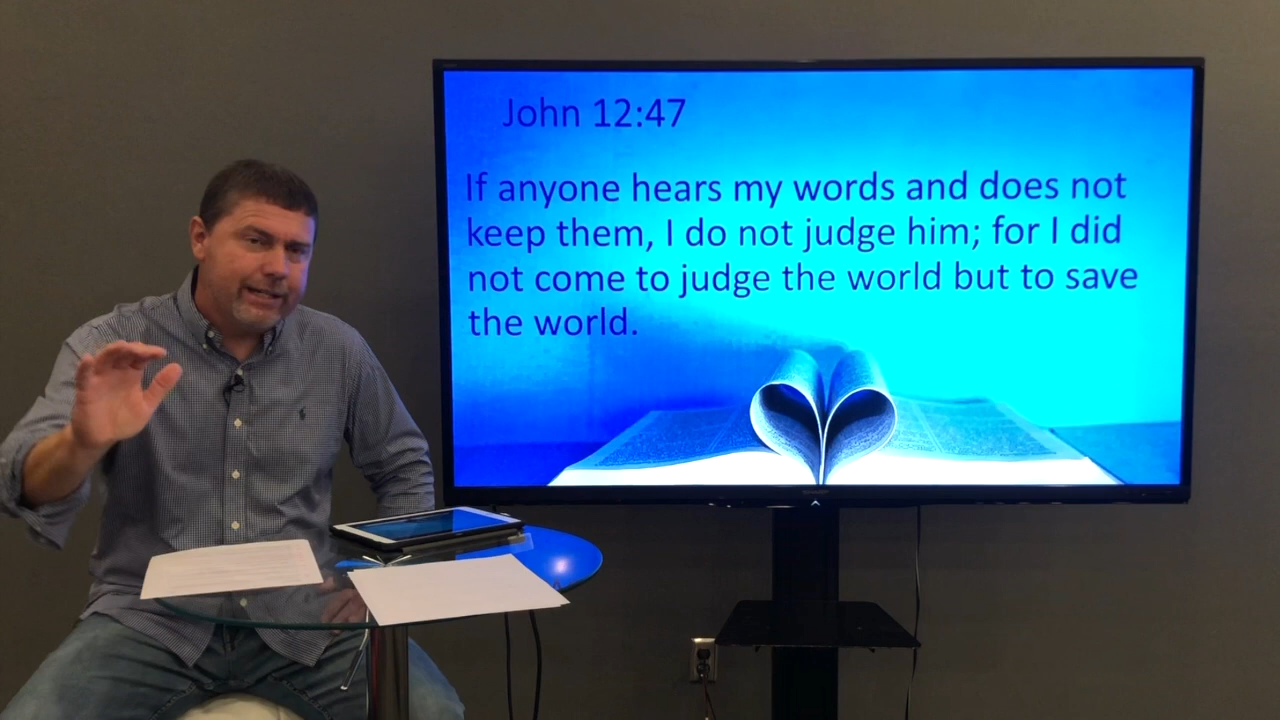 John 12:47
If anyone hears my words and does not
keep them, I do not judge him; for I did
not come to judge the world but to save
the world.